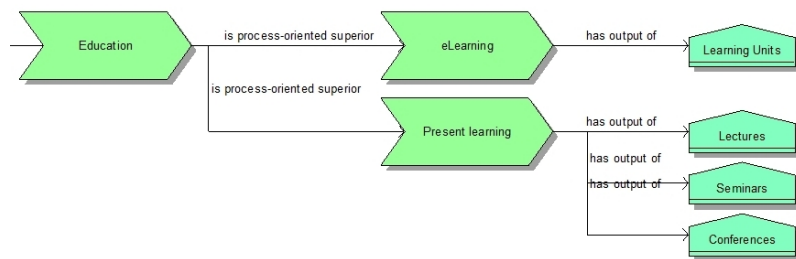 Education
is process-oriented superior
eLearning
has output of
Learning Units
is process-oriented superior
Present learning
has output of
Lectures
has output of
has output of
Seminars
Conferences